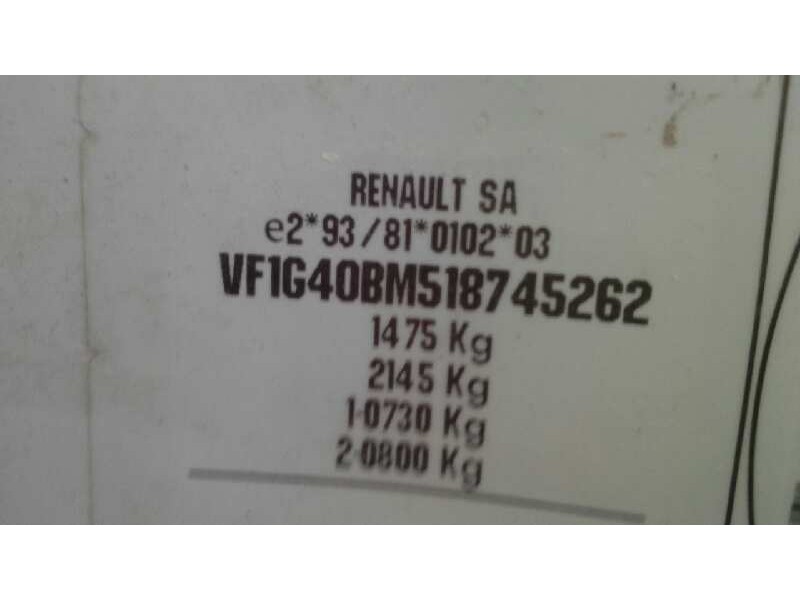 RENAULT SA
e2*93/81*0102*03
VF1G40BM518745262
1475 Kg
2145 Kg
1-0730 Kg
2-0800 Kg